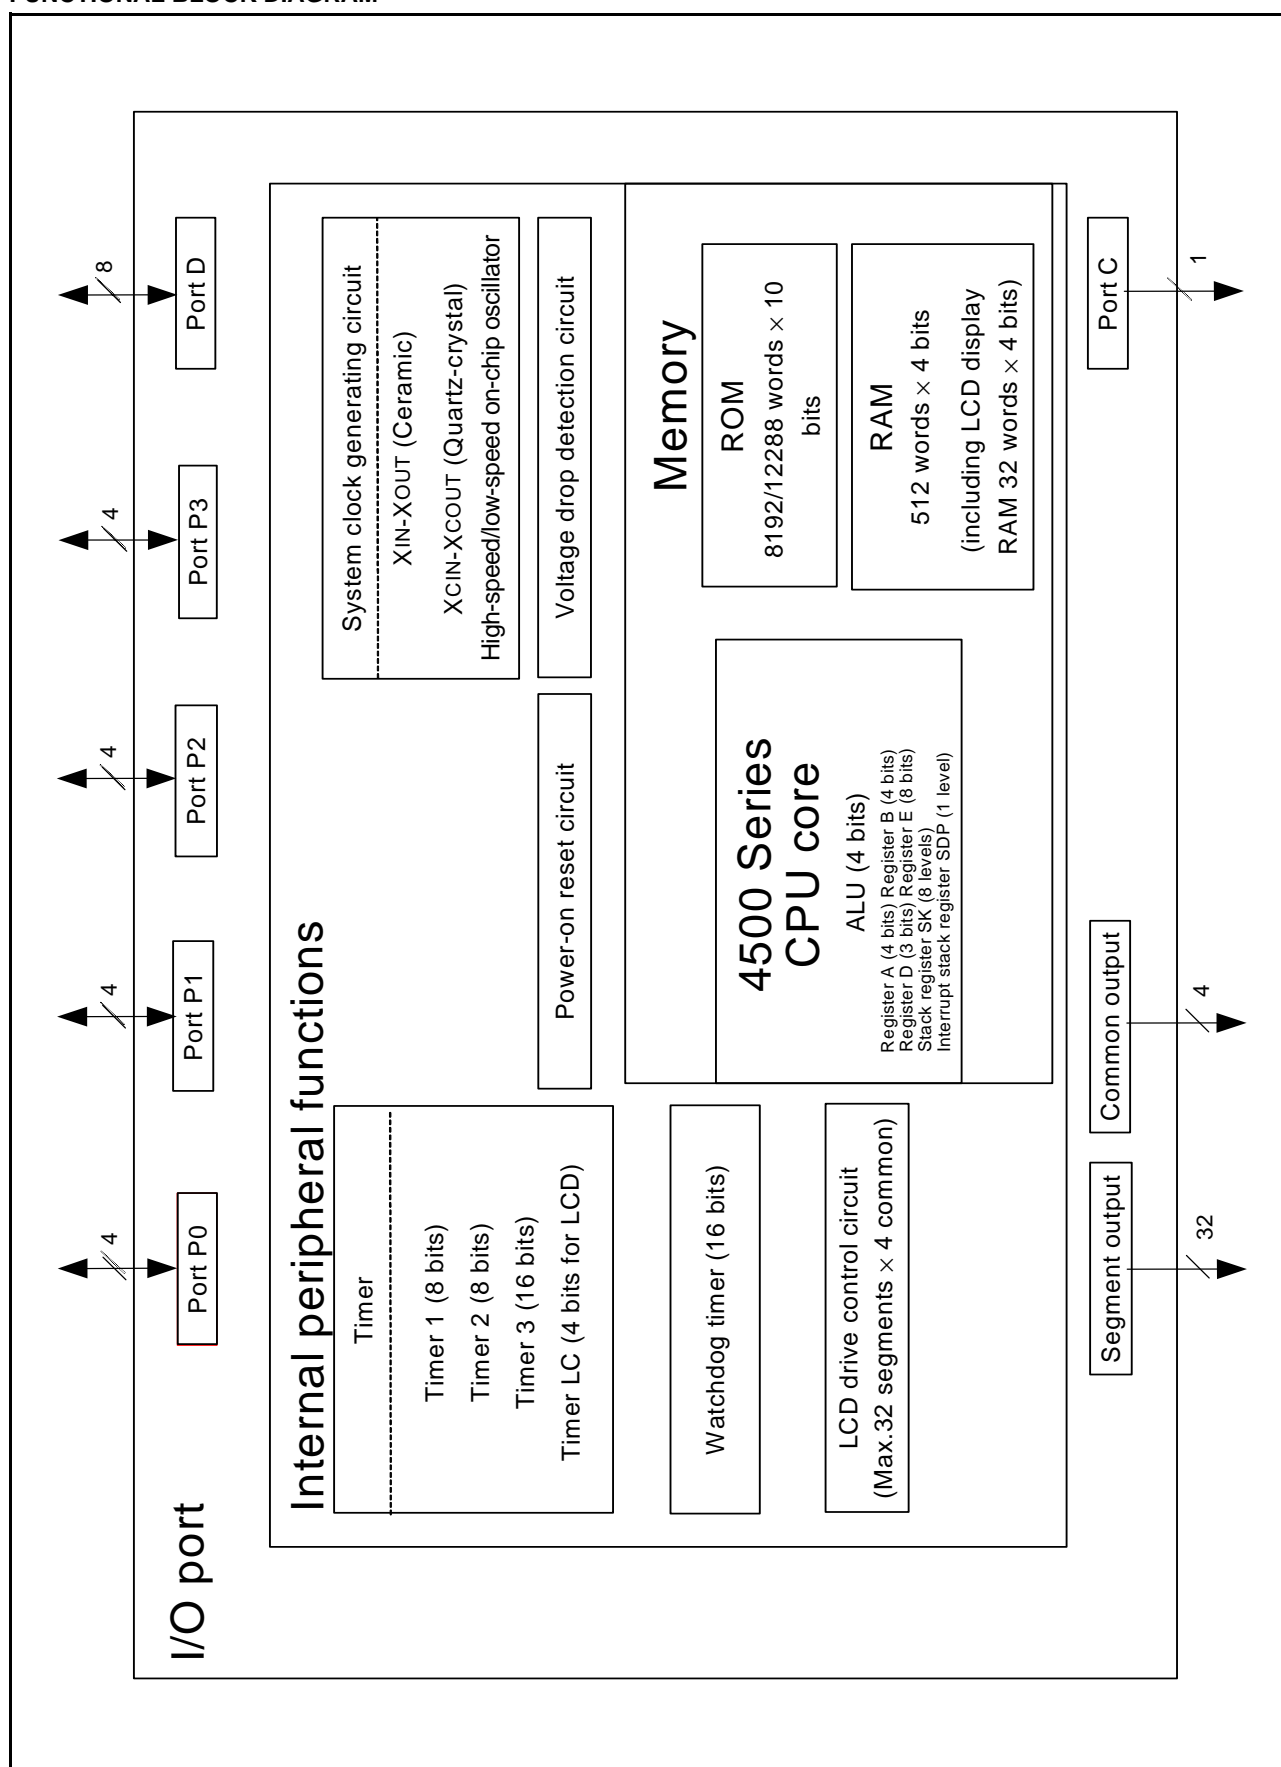 FUNCTIONAL BLOCK DIAGRAM
I/O port
4
4
4
4
8
Port P0
Port P1
Port P2
Port P3
Port D
Internal peripheral functions
Timer
Timer 1 (8 bits)
Timer 2 (8 bits)
Timer 3 (16 bits)
Timer LC (4 bits for LCD)
System clock generating circuit
XIN-XOUT (Ceramic)
XCIN-XCOUT (Quartz-crystal)
High-speed/low-speed on-chip oscillator
Power-on reset circuit
Voltage drop detection circuit
Watchdog timer (16 bits)
LCD drive control circuit
(Max.32 segments × 4 common)
4500 Series
CPU core
ALU (4 bits)
Register A (4 bits) Register B (4 bits)
Register D (3 bits) Register E (8 bits)
Stack register SK (8 levels)
Interrupt stack register SDP (1 level)
Memory
ROM
8192/12288 words × 10
bits
RAM
512 words × 4 bits
(including LCD display
RAM 32 words × 4 bits)
Segment output
Common output
Port C
32
4
1